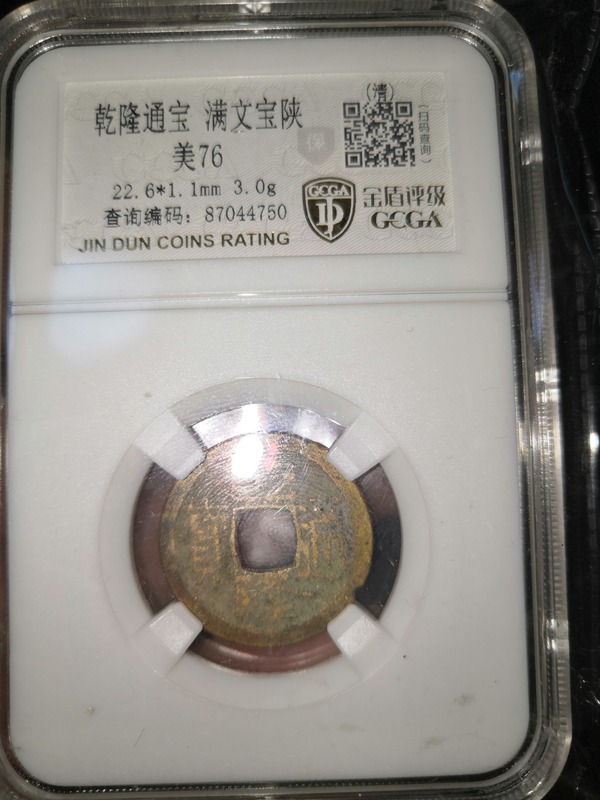 (清)
乾隆通宝 满文宝陕
美76
22.6*1.1mm 3.0g
查询编码：87044750
JIN DUN COINS RATING
(扫码查询)
保
GCGA
金盾评级
GCGA